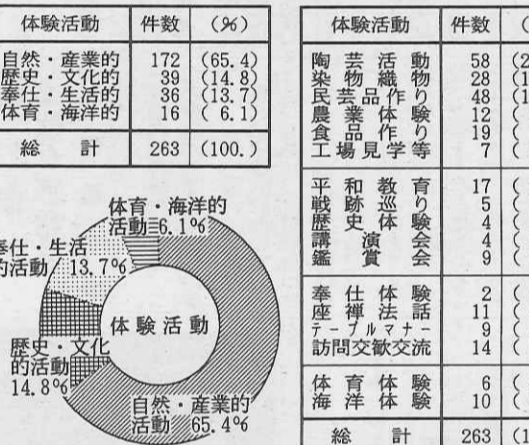 体験活動 件数 (%)
自然・産業的 172 (65.4)
歴史・文化的 39 (14.8)
奉仕・生活的 36 (13.7)
体育・海洋的 16 ( 6.1)
総計 263 (100.)
体育・海洋的
活動 6.1%
奉仕・生活
的活動 13.7%
体験活動
歴史・文化
的活動
14.8%
自然・産業的
活動 65.4%
体験活動 件数 (
陶芸活動 58 (2
染物織物 28 (1
民芸品作り 48 (1
農業体験 12 (
食品作り 19 (
工場見学等 7 (
平和教育 17 (
戦跡巡り 5 (
歴史体験 4 (
講演会 4 (
鑑賞会 9 (
奉仕体験 2 (
座禅法話 11 (
テーブルマナー 9 (
訪問交歓交流 14 (
体育体験 6 (
海洋体験 10 (
総計 263 (1